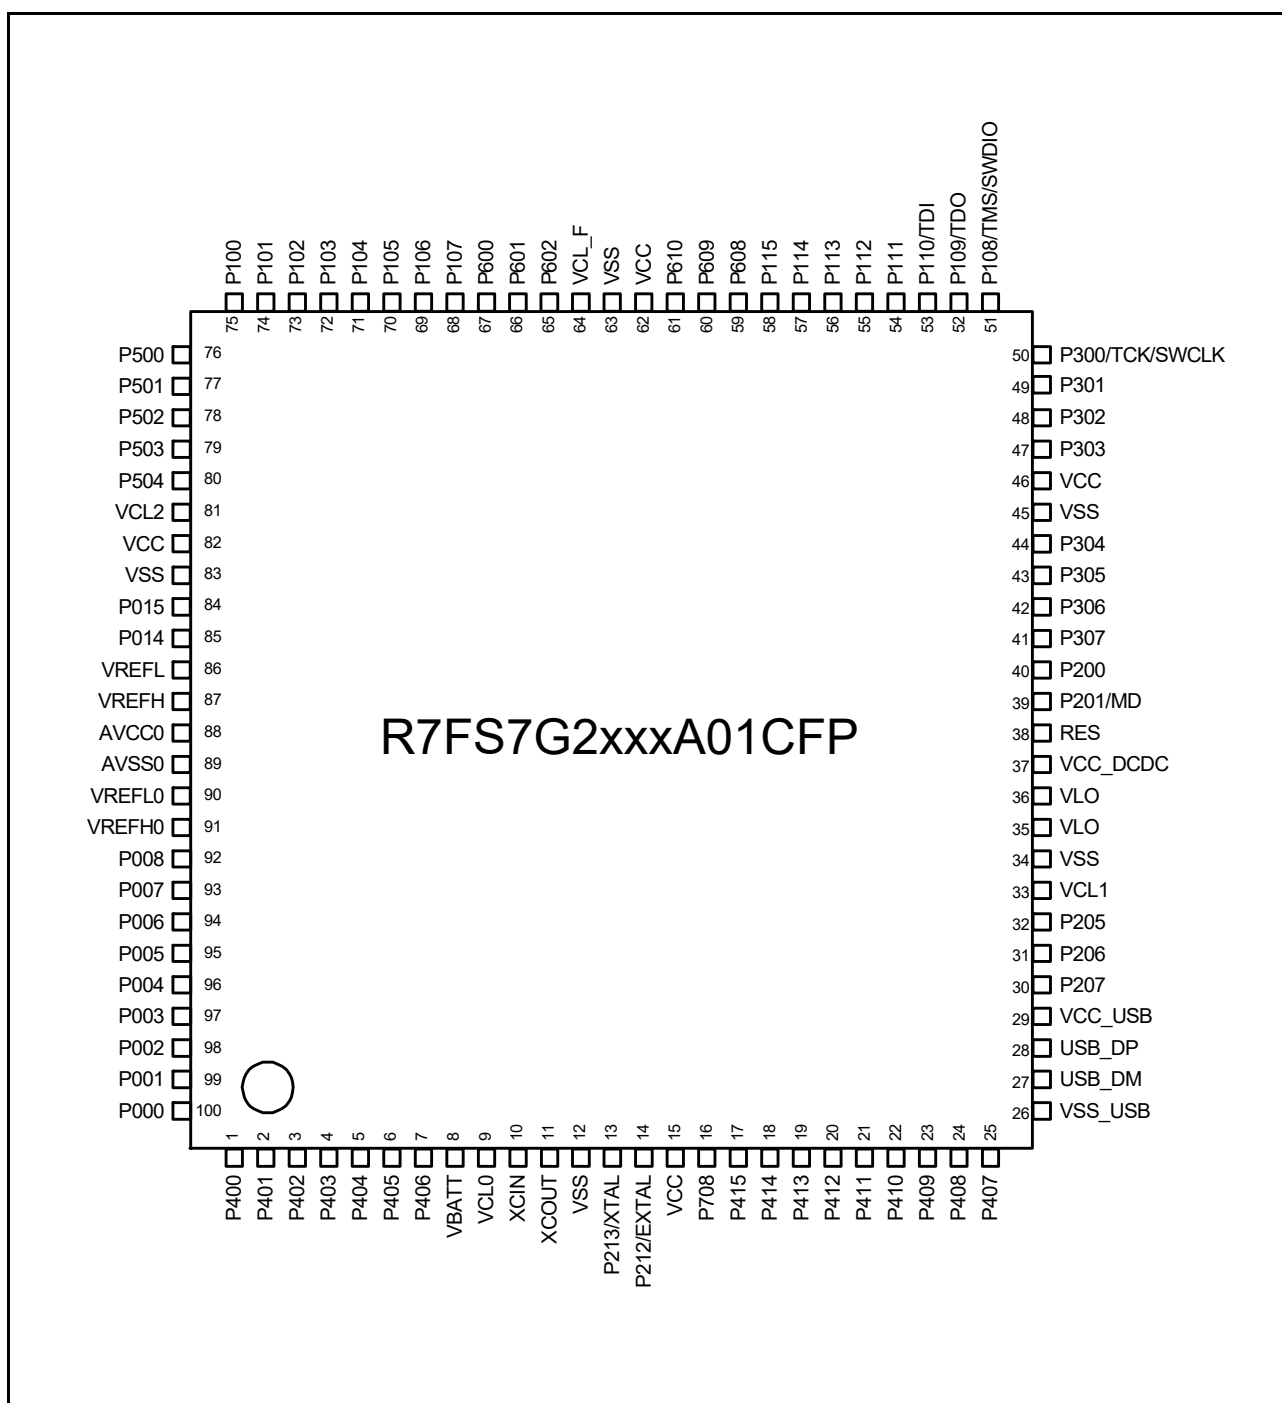 P100
P101
P102
P103
P104
P105
P106
P107
P600
P601
P602
VCL_F
VSS
VCC
P610
P609
P608
P115
P114
P113
P112
P111
P110/TDI
P109/TDO
P108/TMS/SWDIO
75
74
73
72
71
70
69
68
67
66
65
64
63
62
61
60
59
58
57
56
55
54
53
52
51
P500 76
P501 77
P502 78
P503 79
P504 80
VCL2 81
VCC 82
VSS 83
P015 84
P014 85
VREFL 86
VREFH 87
AVCC0 88
AVSS0 89
VREFL0 90
VREFH0 91
P008 92
P007 93
P006 94
P005 95
P004 96
P003 97
P002 98
P001 99
P000 100
R7FS7G2xxxA01CFP
50 P300/TCK/SWCLK
49 P301
48 P302
47 P303
46 VCC
45 VSS
44 P304
43 P305
42 P306
41 P307
40 P200
39 P201/MD
38 RES
37 VCC_DCDC
36 VLO
35 VLO
34 VSS
33 VCL1
32 P205
31 P206
30 P207
29 VCC_USB
28 USB_DP
27 USB_DM
26 VSS_USB
1
2
3
4
5
6
7
8
9
10
11
12
13
14
15
16
17
18
19
20
21
22
23
24
25
P400
P401
P402
P403
P404
P405
P406
VBATT
VCL0
XCIN
XCOUT
VSS
P213/XTAL
P212/EXTAL
VCC
P708
P415
P414
P413
P412
P411
P410
P409
P408
P407